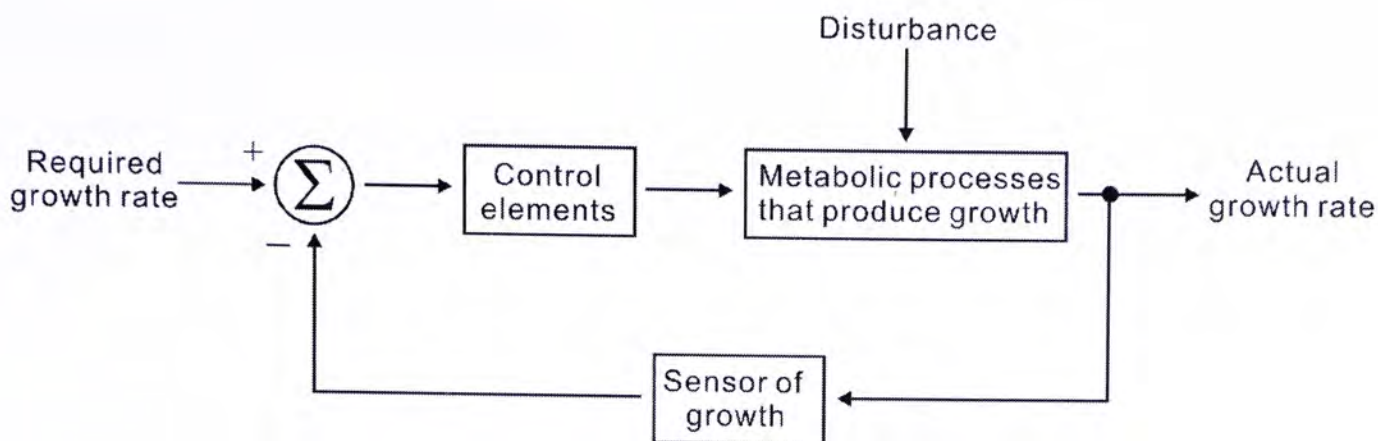 Disturbance
Required
growth rate
+
Σ
−
Control
elements
Metabolic processes
that produce growth
Actual
growth rate
Sensor of
growth